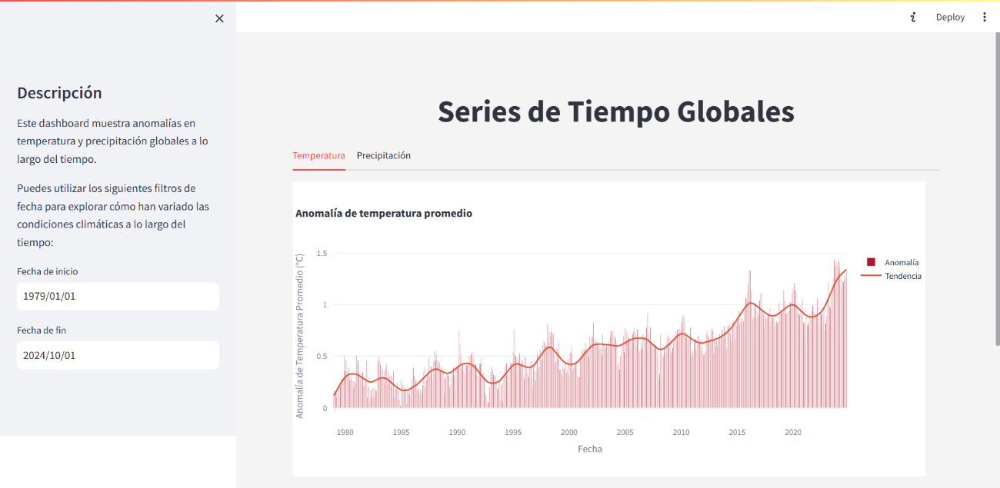 Deploy
Descripción
Este dashboard muestra anomalías en
temperatura y precipitación globales a lo
largo del tiempo.
Puedes utilizar los siguientes filtros de
fecha para explorar cómo han variado las
condiciones climáticas a lo largo del
tiempo:
Fecha de inicio
1979/01/01
Fecha de fin
2024/10/01
Series de Tiempo Globales
Temperatura Precipitación
Anomalía de temperatura promedio
Anomalía de Temperatura Promedio (°C)
1.5
1
0.5
0
1980 1985 1990 1995 2000 2005 2010 2015 2020
Fecha
Anomalía
Tendencia